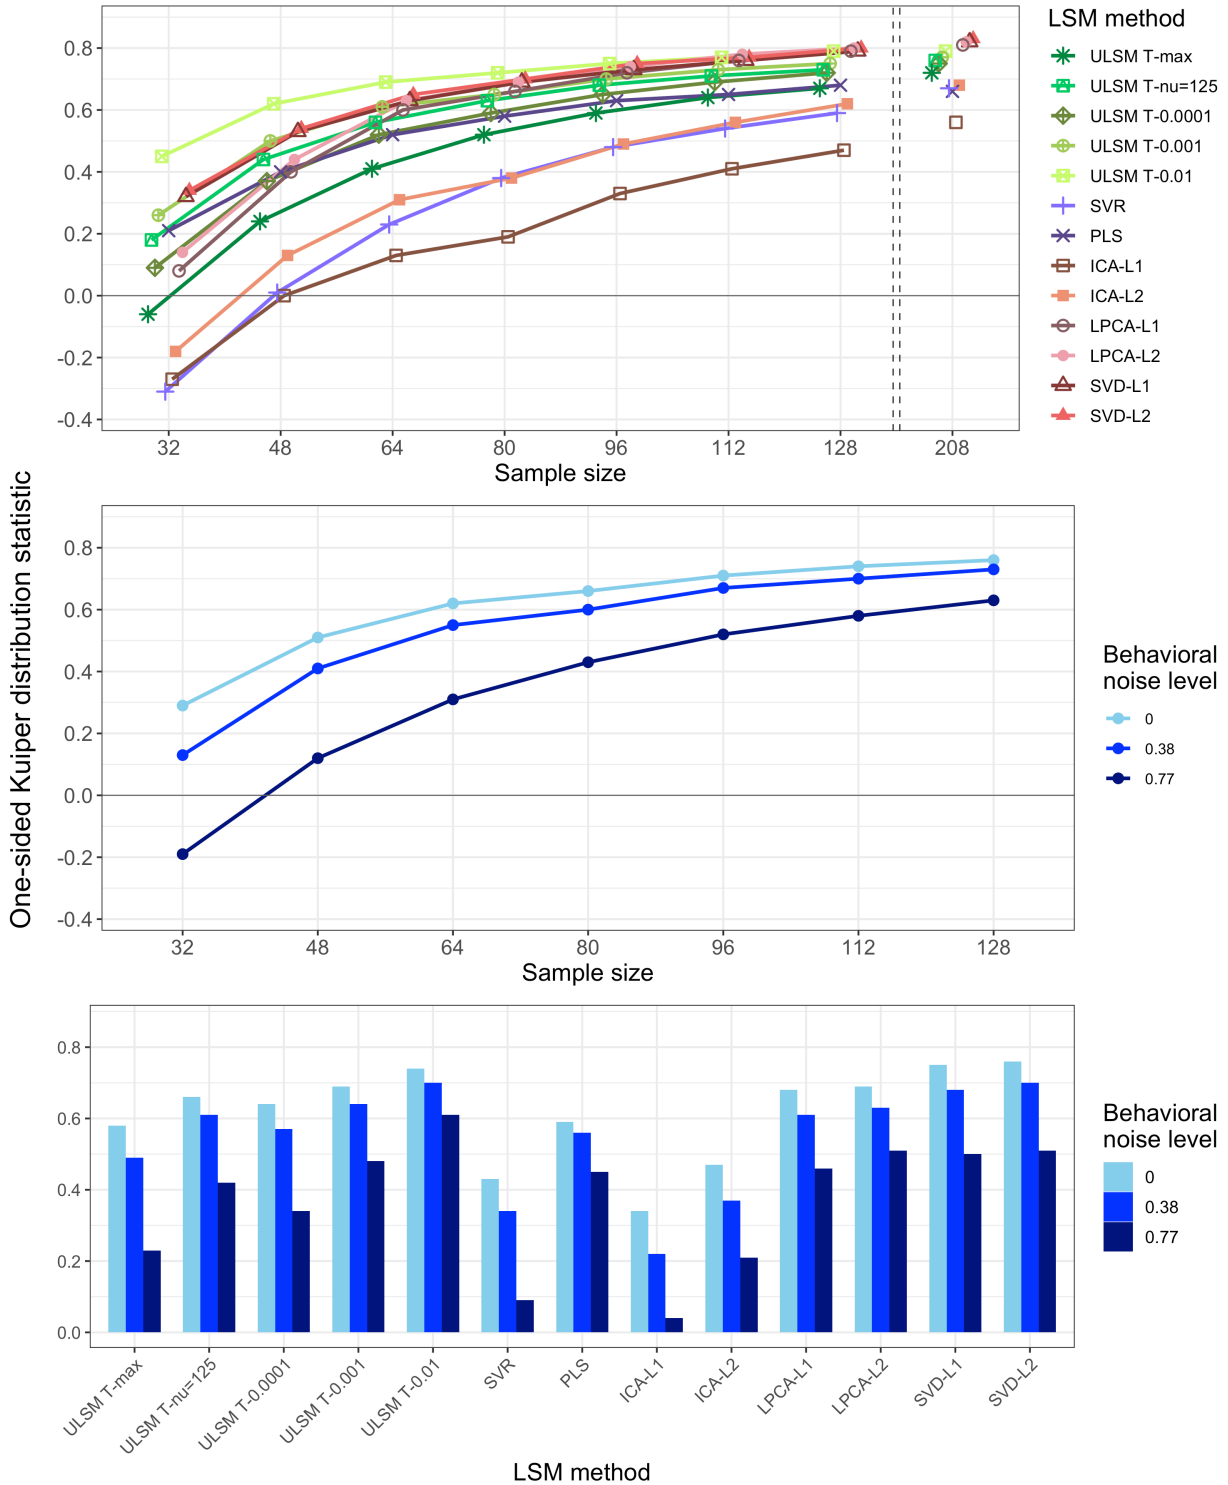 LSM method
ULSM T-max
ULSM T-nu=125
ULSM T-0.0001
ULSM T-0.001
ULSM T-0.01
SVR
PLS
ICA-L1
ICA-L2
LPCA-L1
LPCA-L2
SVD-L1
SVD-L2
0.8
0.6
0.4
0.2
0.0
-0.2
-0.4
32 48 64 80 96 112 128 208
Sample size
One-sided Kuiper distribution statistic
0.8
0.6
0.4
0.2
0.0
-0.2
-0.4
32 48 64 80 96 112 128
Sample size
Behavioral
noise level
0
0.38
0.77
0.8
0.6
0.4
0.2
0.0
ULSM T-max ULSM T-nu=125 ULSM T-0.0001 ULSM T-0.001 ULSM T-0.01 SVR PLS ICA-L1 ICA-L2 LPCA-L1 LPCA-L2 SVD-L1 SVD-L2
LSM method
Behavioral
noise level
0
0.38
0.77